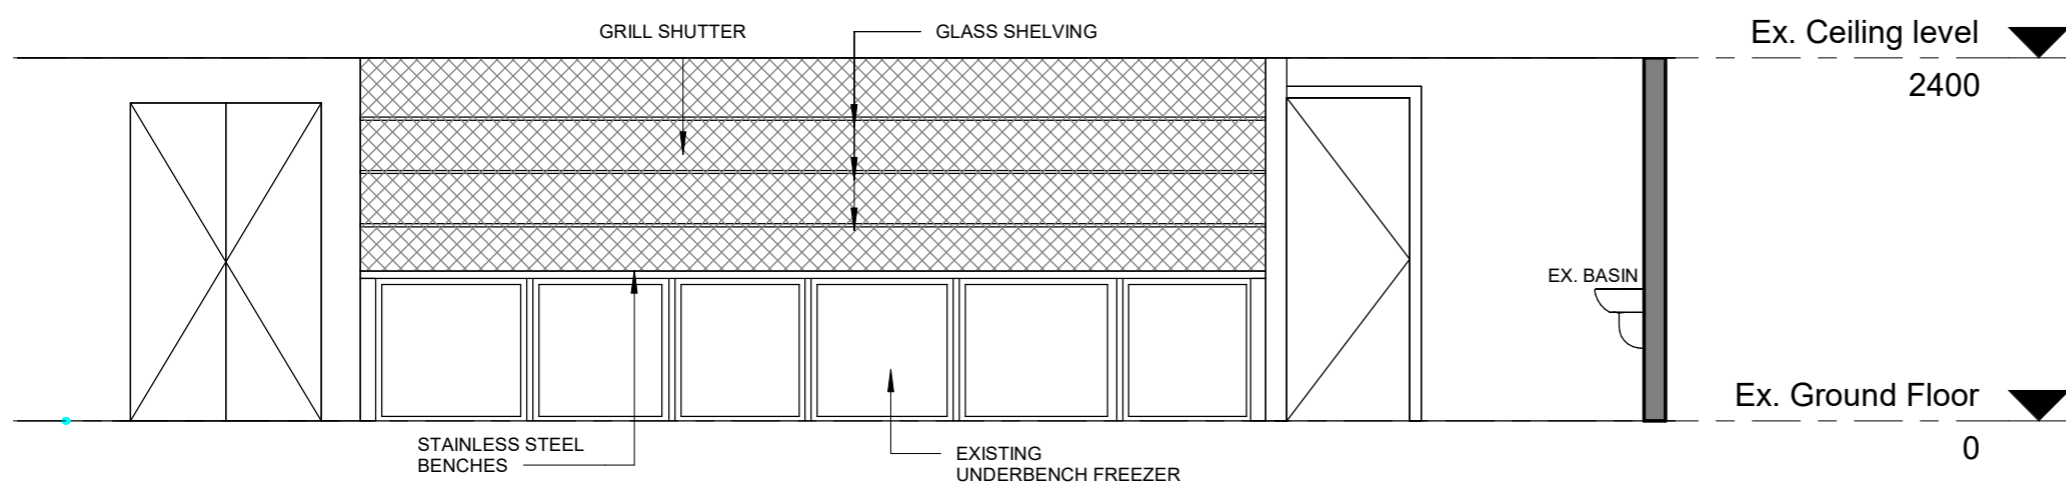 GRILL SHUTTER
GLASS SHELVING
Ex. Ceiling level
2400
EX. BASIN
Ex. Ground Floor
0
STAINLESS STEEL
BENCHES
EXISTING
UNDERBENCH FREEZER